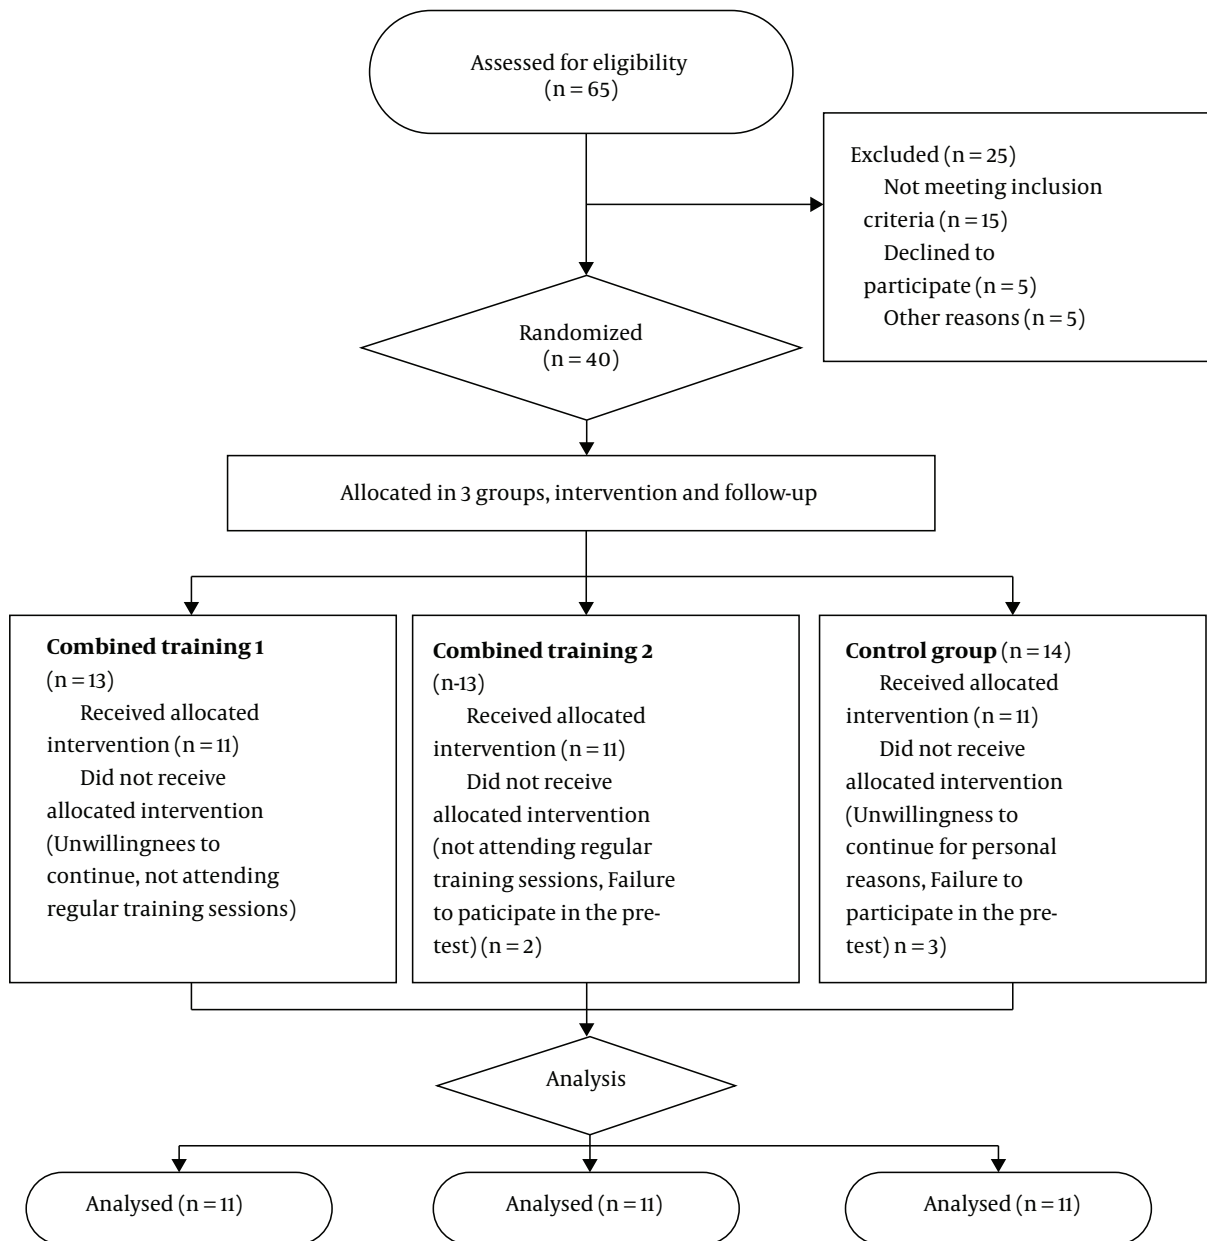 Assessed for eligibility
(n = 65)
Excluded (n = 25)
Not meeting inclusion
criteria (n = 15)
Declined to
participate (n = 5)
Other reasons (n = 5)
Randomized
(n = 40)
Allocated in 3 groups, intervention and follow-up
Combined training 1
(n = 13)
Received allocated
intervention (n = 11)
Did not receive
allocated intervention
(Unwillingnees to
continue, not attending
regular training sessions)
Combined training 2
(n-13)
Received allocated
intervention (n = 11)
Did not receive
allocated intervention
(not attending regular
training sessions, Failure
to paticipate in the pre-
test) (n = 2)
Control group (n = 14)
Received allocated
intervention (n = 11)
Did not receive
allocated intervention
(Unwillingness to
continue for personal
reasons, Failure to
participate in the pre-
test) n = 3)
Analysis
Analysed (n = 11)
Analysed (n = 11)
Analysed (n = 11)